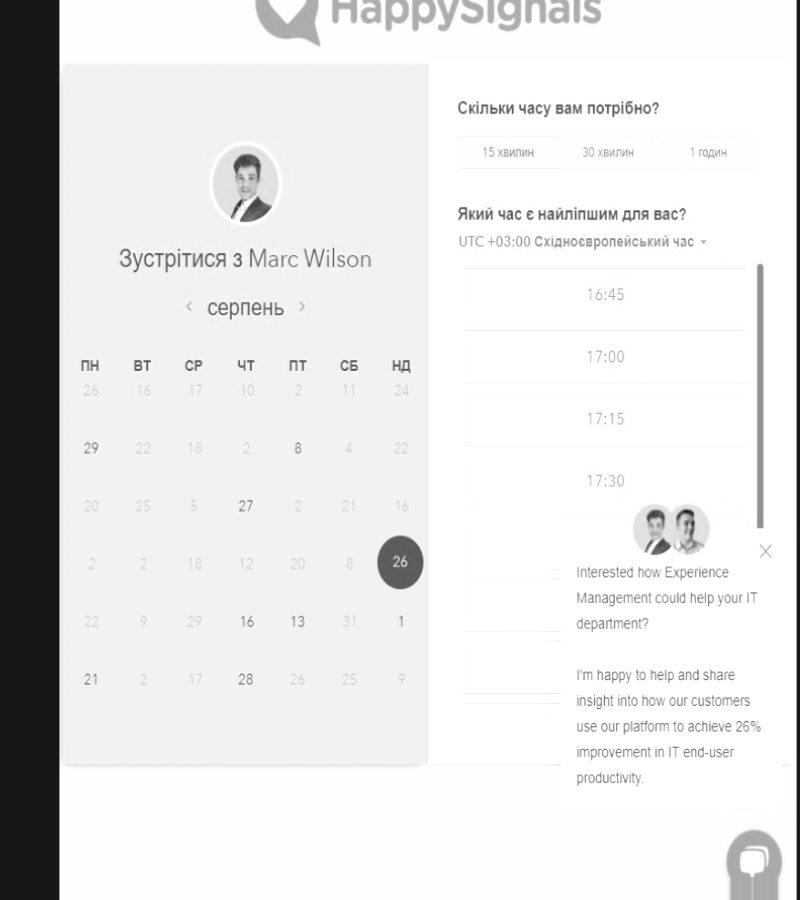 HappySignals
Зустрітися з Marc Wilson
серпень
ПН ВТ СР ЧТ ПТ СБ НД
26 16 17 10 2 11 24
29 22 18 2 8 4 22
20 25 5 27 2 21 16
2 2 18 12 20 8 26
22 9 29 16 13 31 1
21 2 17 28 26 25 9
Скільки часу вам потрібно?
15 хвилин 30 хвилин 1 годин
Який час є найліпшим для вас?
UTC +03:00 Східноєвропейський час
16:45
17:00
17:15
17:30
Interested how Experience
Management could help your IT
department?
I'm happy to help and share
insight into how our customers
use our platform to achieve 26%
improvement in IT end-user
productivity.